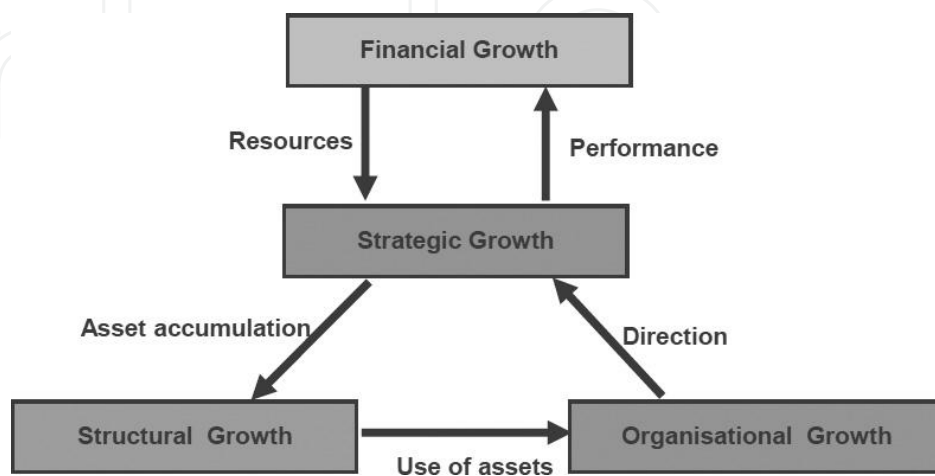 Financial Growth
Resources
Performance
Strategic Growth
Asset accumulation
Direction
Structural Growth
Organisational Growth
Use of assets